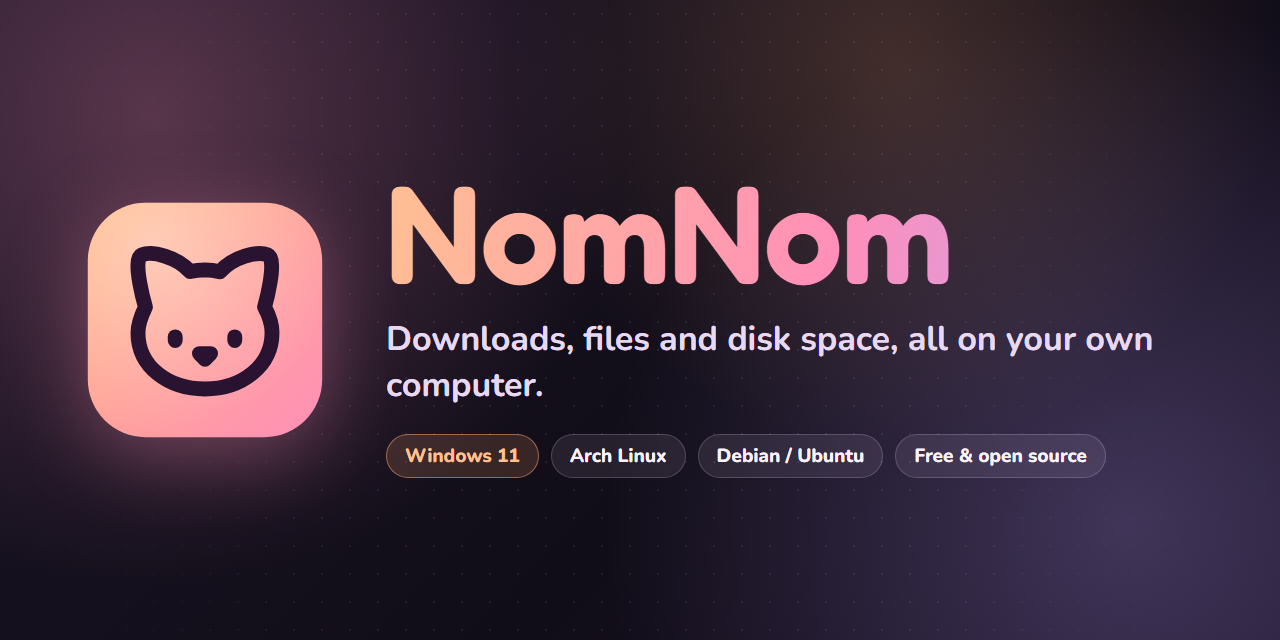 NomNom
Downloads, files and disk space, all on your own
computer.
Windows 11
Arch Linux
Debian / Ubuntu
Free & open source